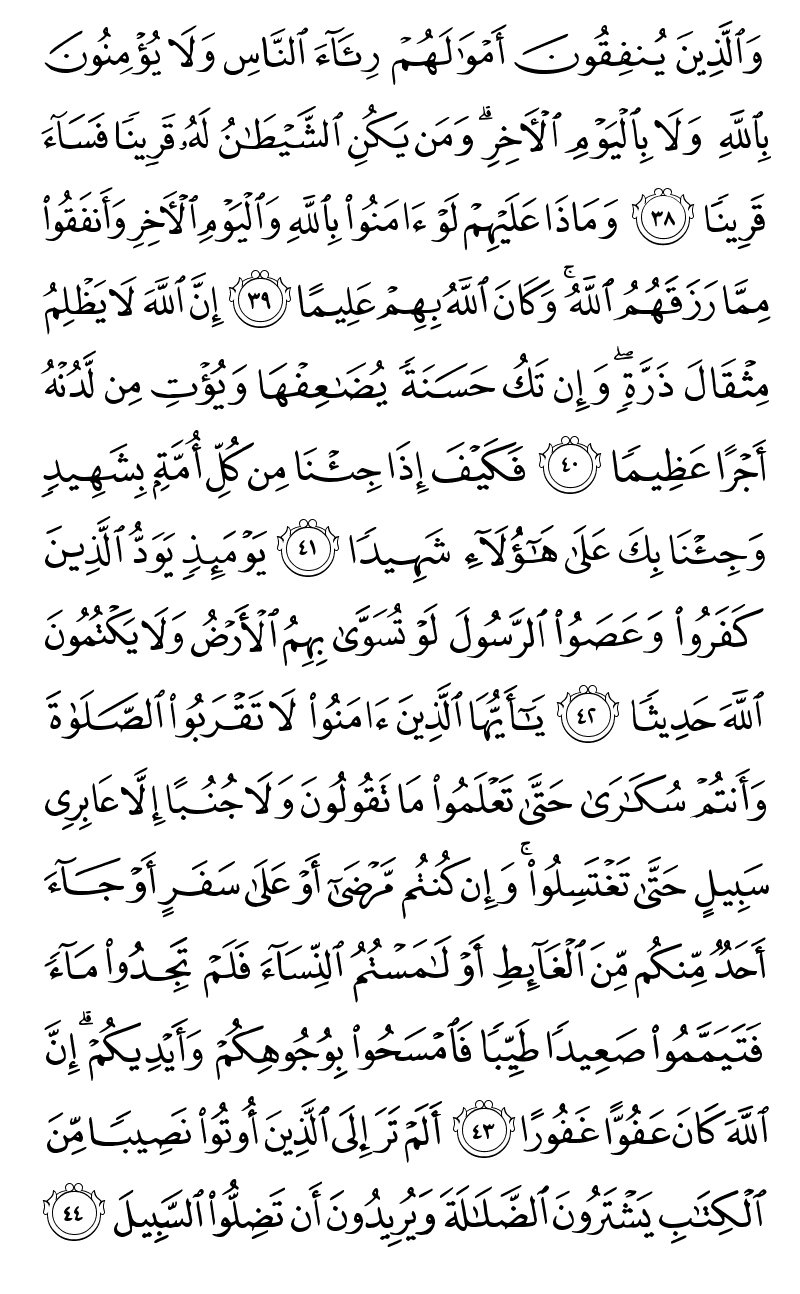 وَٱلَّذِينَ يُنفِقُونَ أَمۡوَٰلَهُمۡ رِئَآءَ ٱلنَّاسِ وَلَا يُؤۡمِنُونَ
بِٱللَّهِ وَلَا بِٱلۡيَوۡمِ ٱلۡأٓخِرِۗ وَمَن يَكُنِ ٱلشَّيۡطَٰنُ لَهُۥ قَرِينٗا فَسَآءَ
قَرِينٗا ٣٨ وَمَاذَا عَلَيۡهِمۡ لَوۡ ءَامَنُواْ بِٱللَّهِ وَٱلۡيَوۡمِ ٱلۡأٓخِرِ وَأَنفَقُواْ
مِمَّا رَزَقَهُمُ ٱللَّهُۚ وَكَانَ ٱللَّهُ بِهِمۡ عَلِيمًا ٣٩ إِنَّ ٱللَّهَ لَا يَظۡلِمُ
مِثۡقَالَ ذَرَّةٖۖ وَإِن تَكُ حَسَنَةٗ يُضَٰعِفۡهَا وَيُؤۡتِ مِن لَّدُنۡهُ
أَجۡرًا عَظِيمٗا ٤٠ فَكَيۡفَ إِذَا جِئۡنَا مِن كُلِّ أُمَّةِۭ بِشَهِيدٖ
وَجِئۡنَا بِكَ عَلَىٰ هَٰٓؤُلَآءِ شَهِيدٗا ٤١ يَوۡمَئِذٖ يَوَدُّ ٱلَّذِينَ
كَفَرُواْ وَعَصَوُاْ ٱلرَّسُولَ لَوۡ تُسَوَّىٰ بِهِمُ ٱلۡأَرۡضُ وَلَا يَكۡتُمُونَ
ٱللَّهَ حَدِيثٗا ٤٢ يَٰٓأَيُّهَا ٱلَّذِينَ ءَامَنُواْ لَا تَقۡرَبُواْ ٱلصَّلَوٰةَ
وَأَنتُمۡ سُكَٰرَىٰ حَتَّىٰ تَعۡلَمُواْ مَا تَقُولُونَ وَلَا جُنُبًا إِلَّا عَابِرِي
سَبِيلٍ حَتَّىٰ تَغۡتَسِلُواْۚ وَإِن كُنتُم مَّرۡضَىٰٓ أَوۡ عَلَىٰ سَفَرٍ أَوۡ جَآءَ
أَحَدٞ مِّنكُم مِّنَ ٱلۡغَآئِطِ أَوۡ لَٰمَسۡتُمُ ٱلنِّسَآءَ فَلَمۡ تَجِدُواْ مَآءٗ
فَتَيَمَّمُواْ صَعِيدٗا طَيِّبٗا فَٱمۡسَحُواْ بِوُجُوهِكُمۡ وَأَيۡدِيكُمۡۗ إِنَّ
ٱللَّهَ كَانَ عَفُوًّا غَفُورًا ٤٣ أَلَمۡ تَرَ إِلَى ٱلَّذِينَ أُوتُواْ نَصِيبٗا مِّنَ
ٱلۡكِتَٰبِ يَشۡتَرُونَ ٱلضَّلَٰلَةَ وَيُرِيدُونَ أَن تَضِلُّواْ ٱلسَّبِيلَ ٤٤